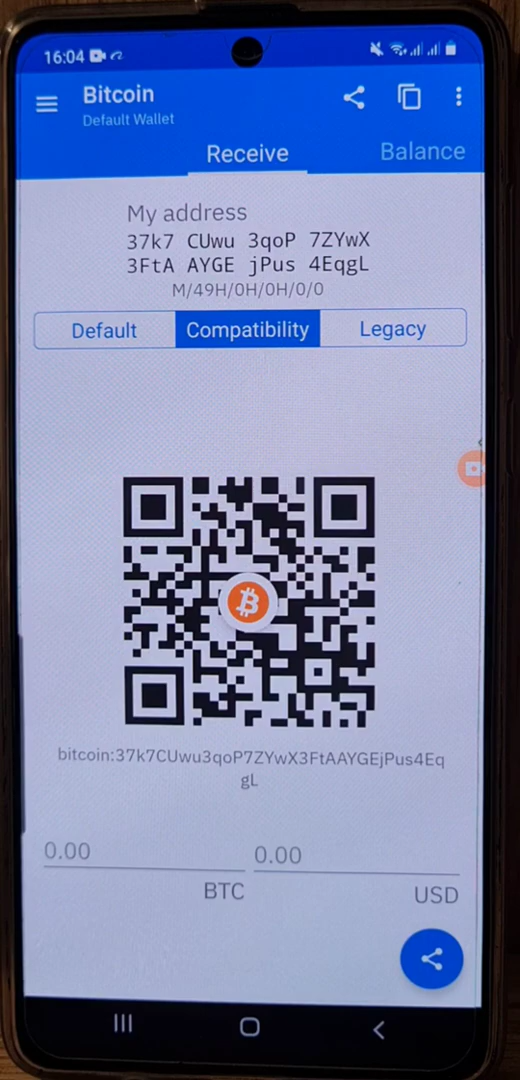 16:04
Bitcoin
Default Wallet
Receive
Balance
My address
37k7 CUwu 3qoP 7ZYwX
3FtA AYGE jPus 4EqgL
M/49H/0H/0H/0/0
Default
Compatibility
Legacy
bitcoin:37k7CUwu3qoP7ZYwX3FtAAYGEjPus4Eq
gL
0.00
0.00
BTC
USD